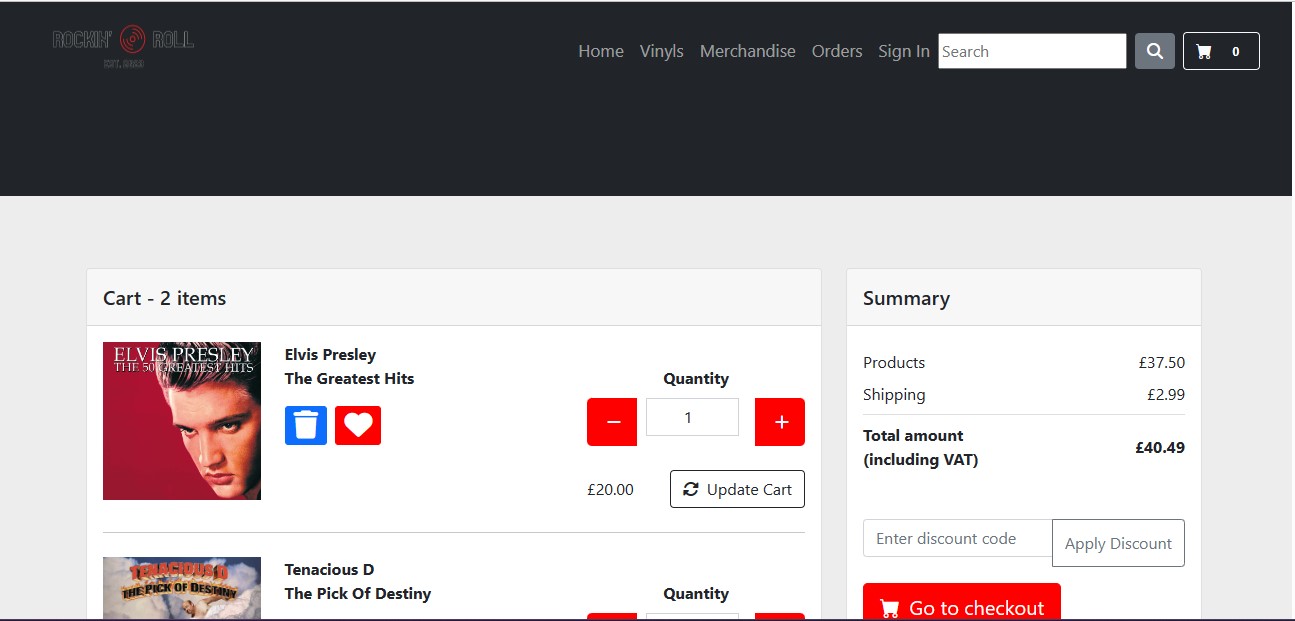 ROCKIN' ROLL
Home Vinyls Merchandise Orders Sign In Search 0
Cart - 2 items
ELVIS PRESLEY
THE 50 GREATEST HITS
Elvis Presley
The Greatest Hits
Quantity
1
£20.00
Update Cart
TENACIOUS D
THE PICK OF DESTINY
Tenacious D
The Pick Of Destiny
Quantity
Summary
Products £37.50
Shipping £2.99
Total amount
(including VAT) £40.49
Enter discount code Apply Discount
Go to checkout